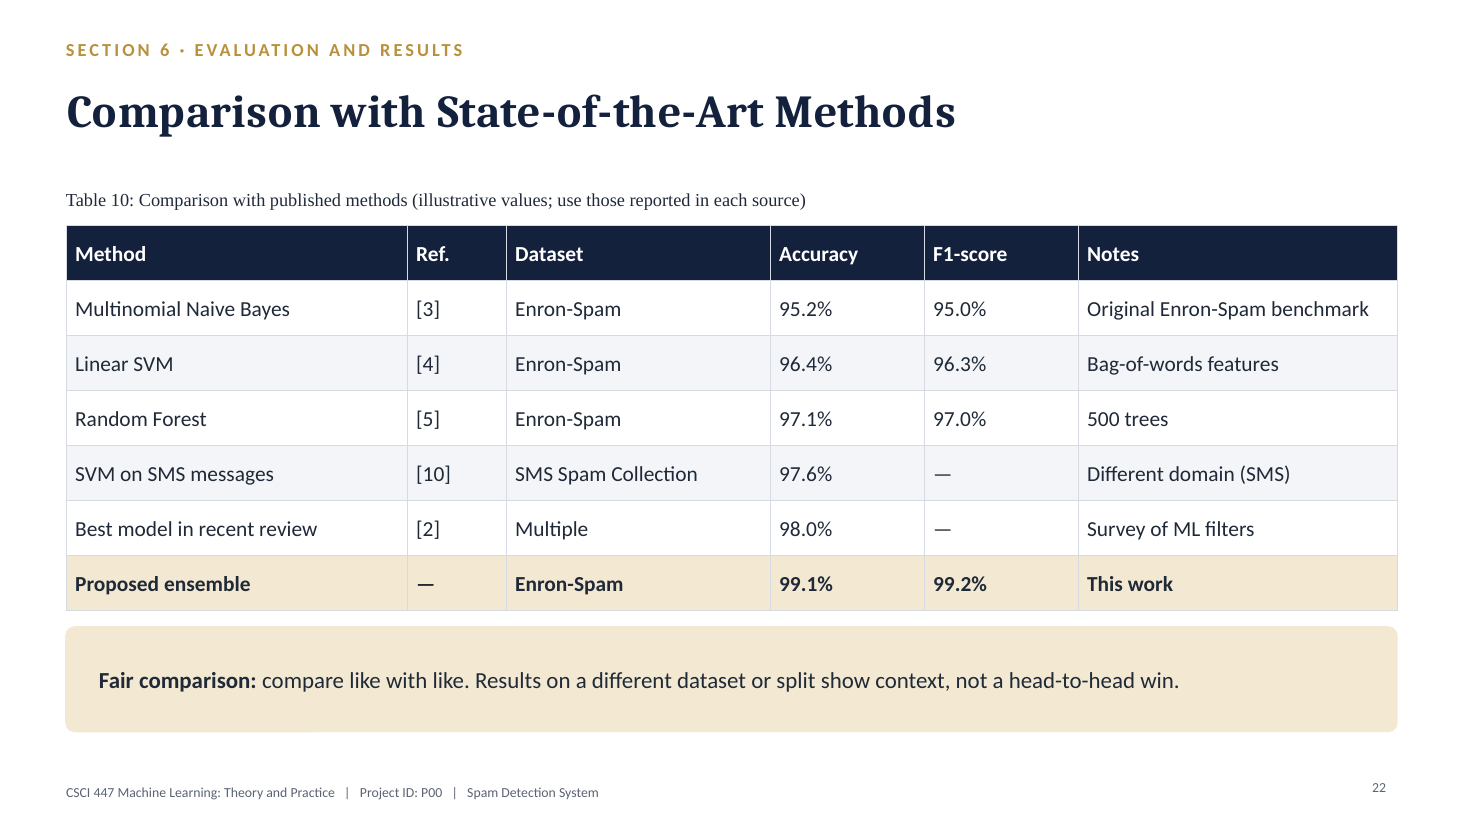 SECTION 6 · EVALUATION AND RESULTS
Comparison with State-of-the-Art Methods
Table 10: Comparison with published methods (illustrative values; use those reported in each source)
Method Ref. Dataset Accuracy F1-score Notes
Multinomial Naive Bayes [3] Enron-Spam 95.2% 95.0% Original Enron-Spam benchmark
Linear SVM [4] Enron-Spam 96.4% 96.3% Bag-of-words features
Random Forest [5] Enron-Spam 97.1% 97.0% 500 trees
SVM on SMS messages [10] SMS Spam Collection 97.6% — Different domain (SMS)
Best model in recent review [2] Multiple 98.0% — Survey of ML filters
Proposed ensemble — Enron-Spam 99.1% 99.2% This work
Fair comparison: compare like with like. Results on a different dataset or split show context, not a head-to-head win.
CSCI 447 Machine Learning: Theory and Practice | Project ID: P00 | Spam Detection System
22